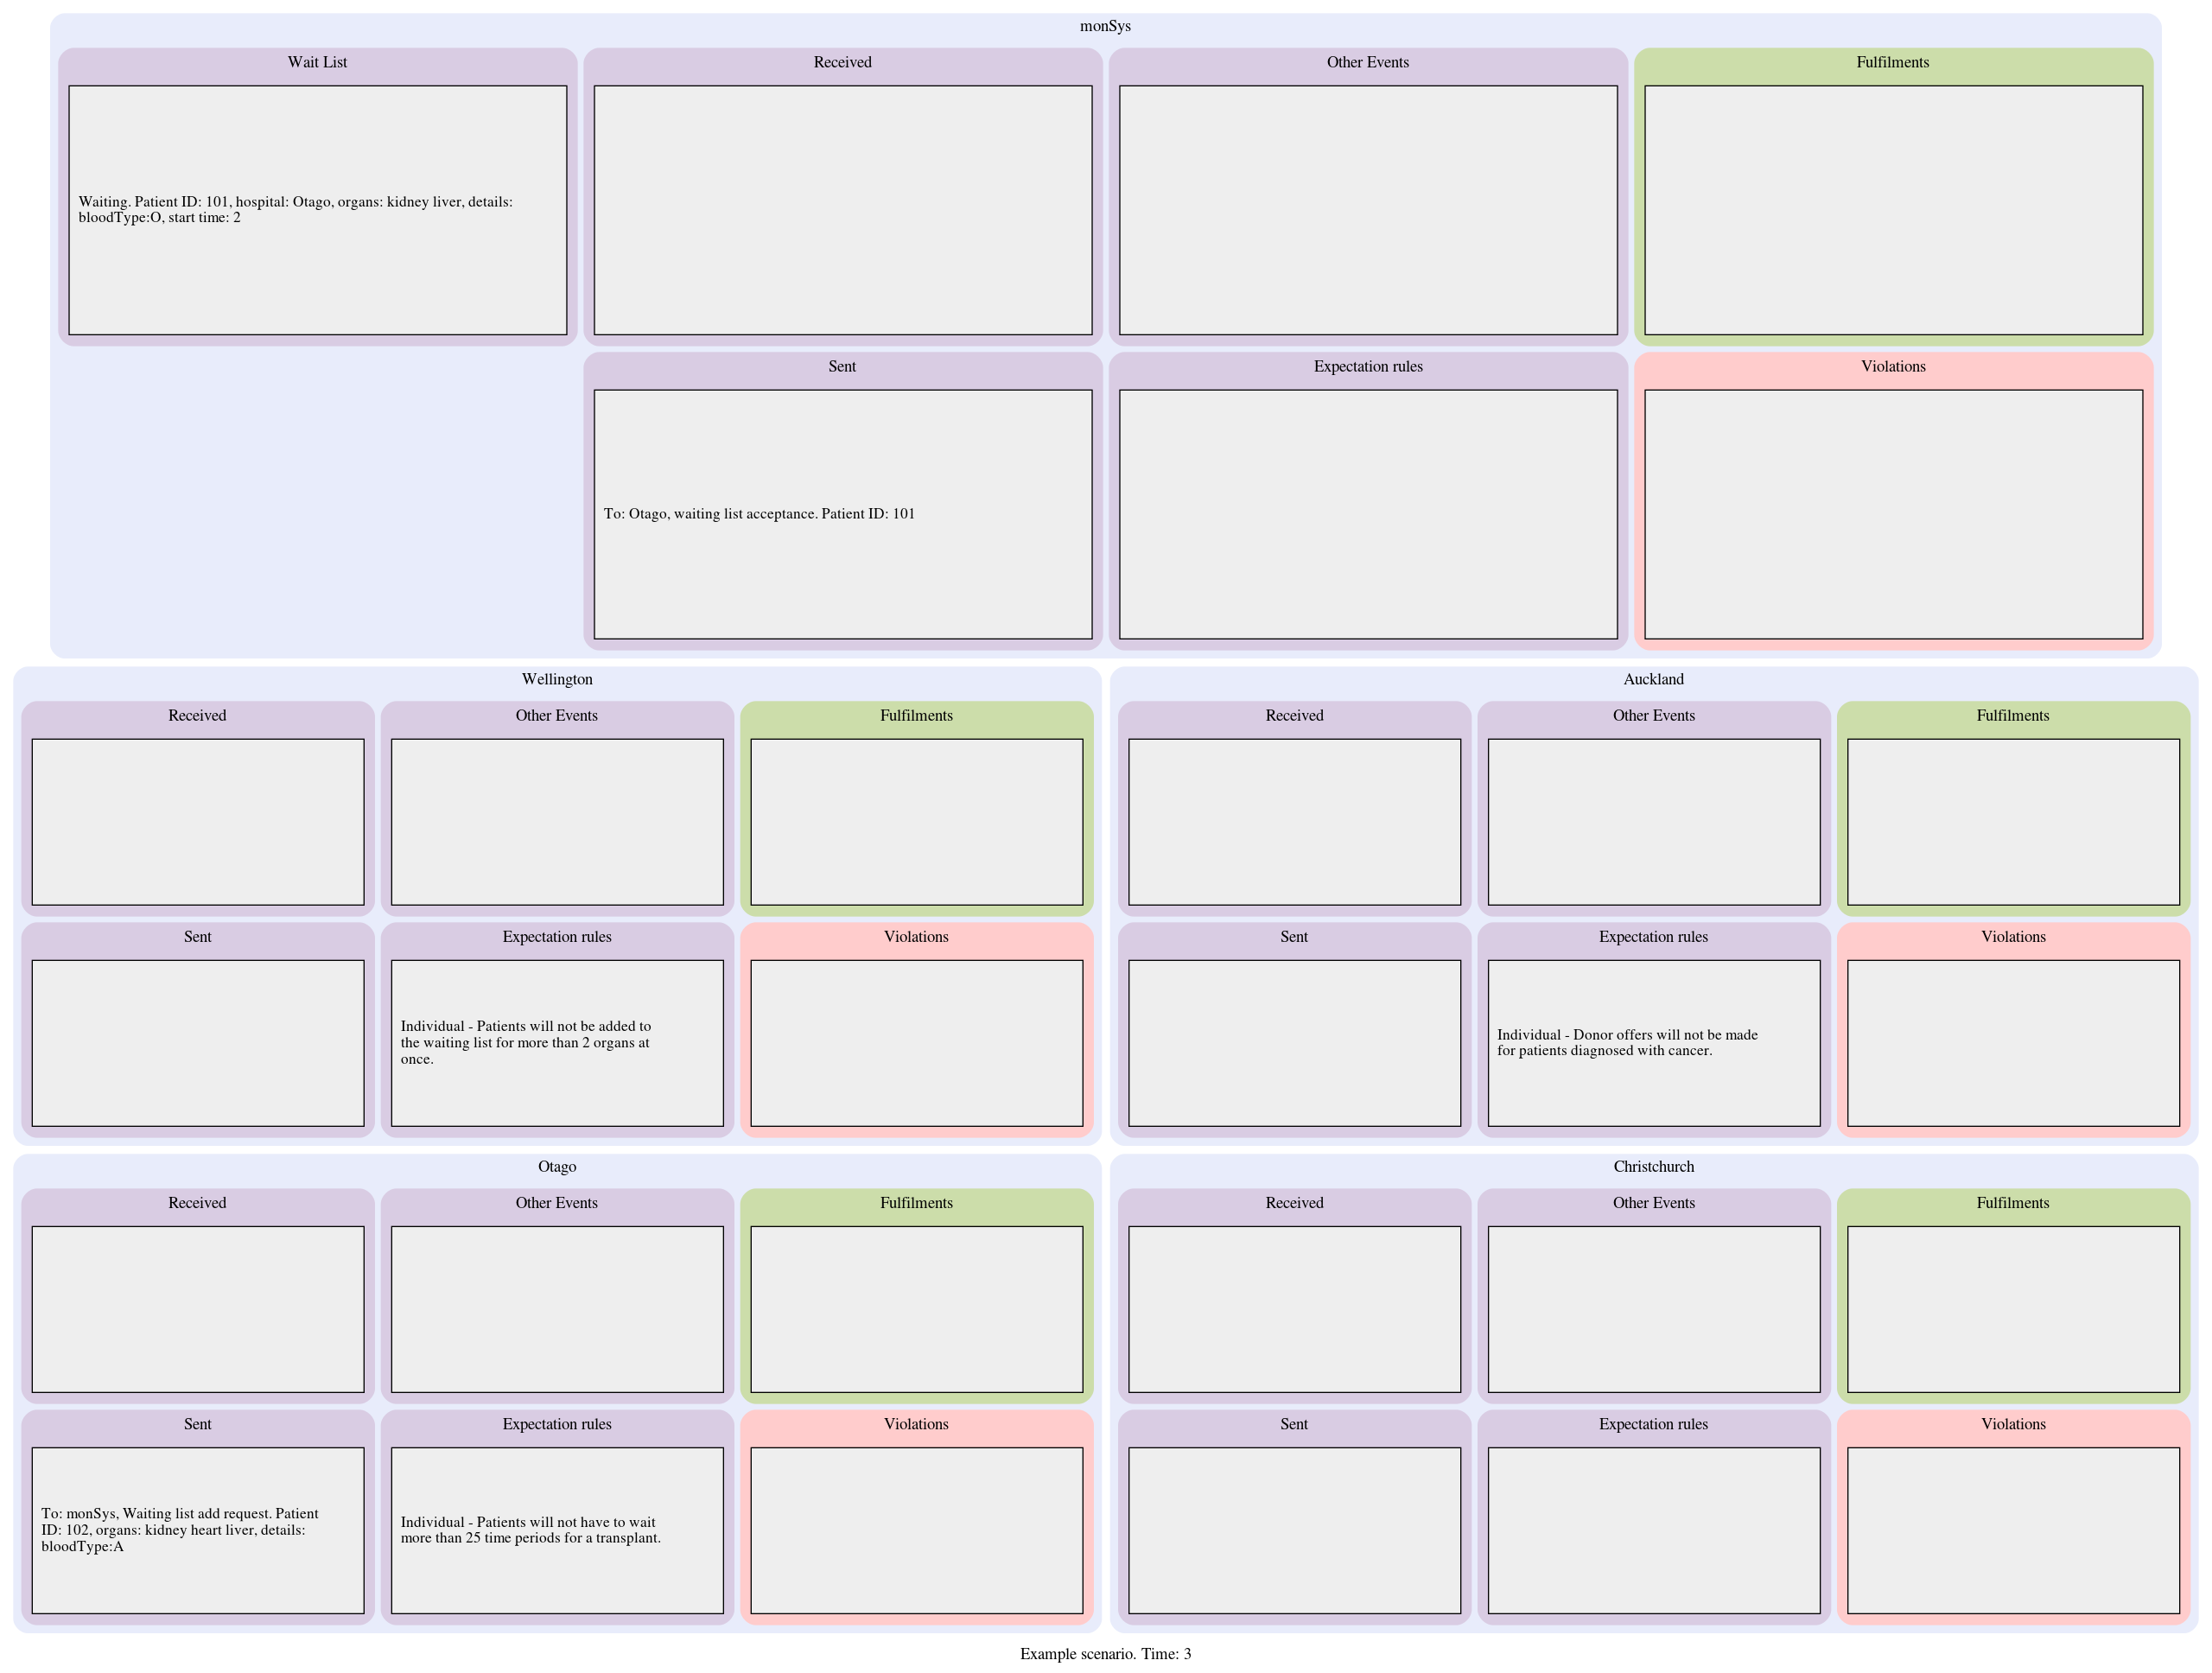 monSys
Wait List
Received
Other Events
Fulfilments
Waiting. Patient ID: 101, hospital: Otago, organs: kidney liver, details:
bloodType:O, start time: 2
Sent
Expectation rules
Violations
To: Otago, waiting list acceptance. Patient ID: 101
Wellington
Received
Other Events
Fulfilments
Sent
Expectation rules
Violations
Individual - Patients will not be added to
the waiting list for more than 2 organs at
once.
Auckland
Received
Other Events
Fulfilments
Sent
Expectation rules
Violations
Individual - Donor offers will not be made
for patients diagnosed with cancer.
Otago
Received
Other Events
Fulfilments
Sent
Expectation rules
Violations
To: monSys, Waiting list add request. Patient
ID: 102, organs: kidney heart liver, details:
bloodType:A
Individual - Patients will not have to wait
more than 25 time periods for a transplant.
Christchurch
Received
Other Events
Fulfilments
Sent
Expectation rules
Violations
Example scenario. Time: 3